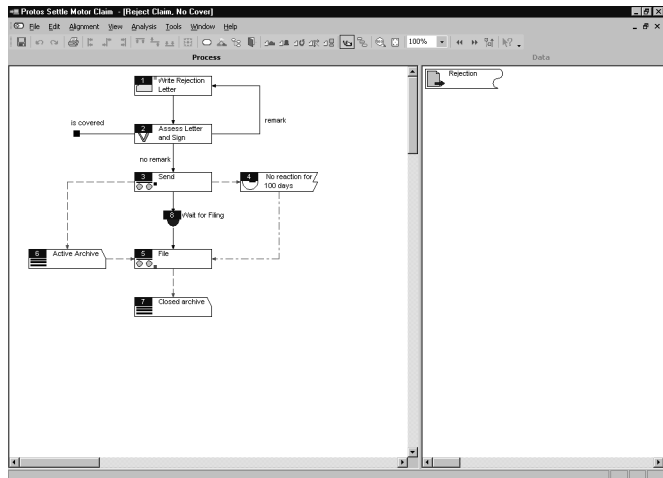 Protos Settle Motor Claim - [Reject Claim, No Cover]
File Edit Alignment View Analysis Tools Window Help
100%
Process
Data
1 Write Rejection
Letter
Rejection
is covered
remark
2 Assess Letter
and Sign
no remark
3 Send
4 No reaction for
100 days
8 Wait for Filing
6 Active Archive
5 File
7 Closed archive